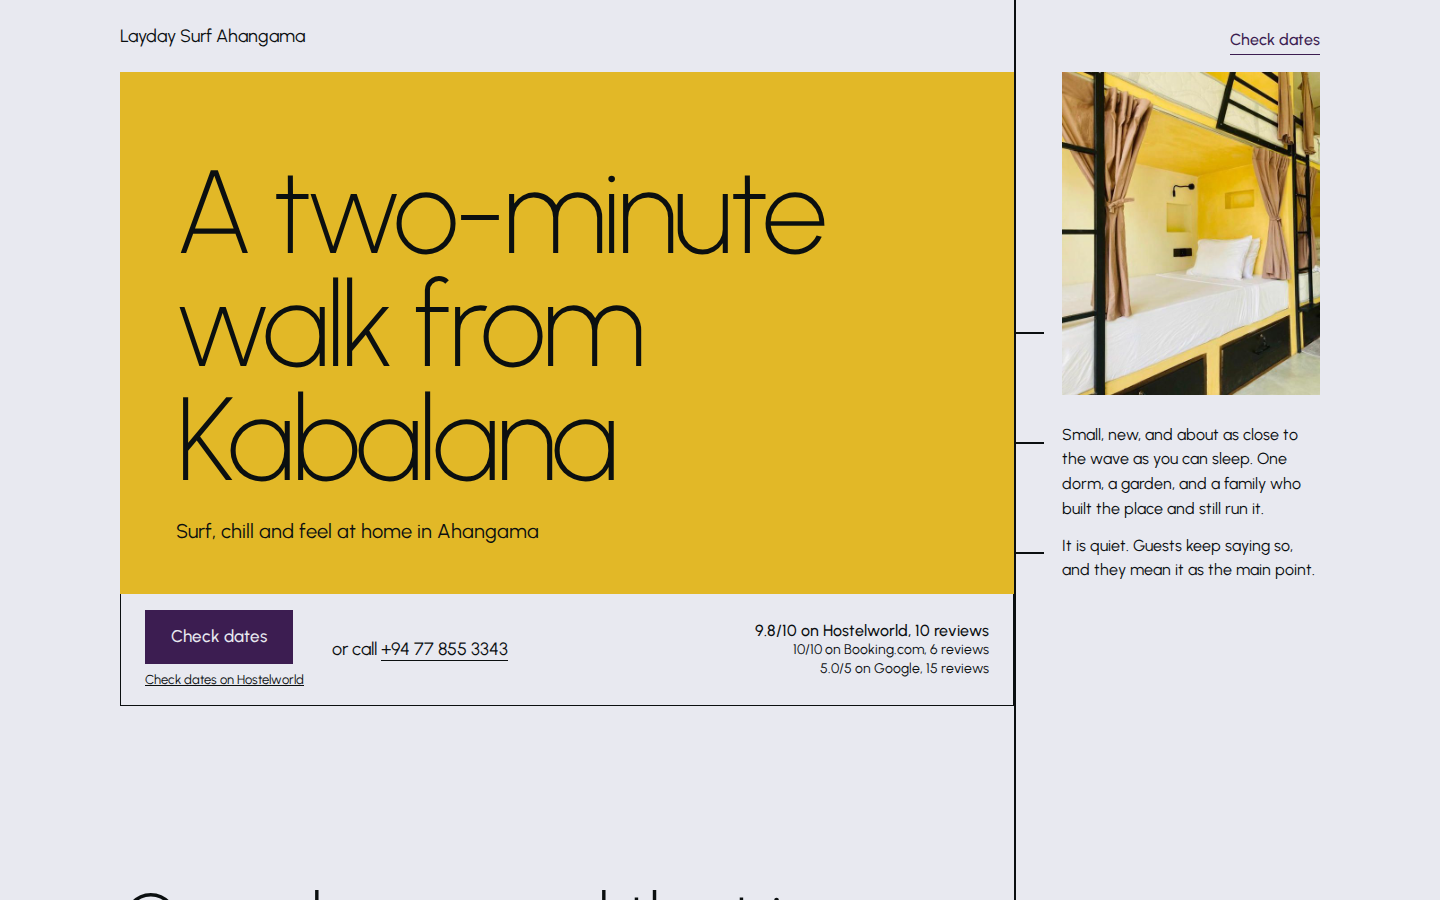 Layday Surf Ahangama
Check dates
A two-minute
walk from
Kabalana
Surf, chill and feel at home in Ahangama
Small, new, and about as close to
the wave as you can sleep. One
dorm, a garden, and a family who
built the place and still run it.
It is quiet. Guests keep saying so,
and they mean it as the main point.
Check dates
or call +94 77 855 3343
Check dates on Hostelworld
9.8/10 on Hostelworld, 10 reviews
10/10 on Booking.com, 6 reviews
5.0/5 on Google, 15 reviews